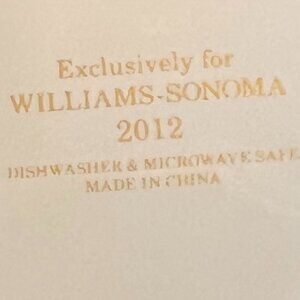 Exclusively for
WILLIAMS-SONOMA
2012
DISHWASHER & MICROWAVE SAFE
MADE IN CHINA